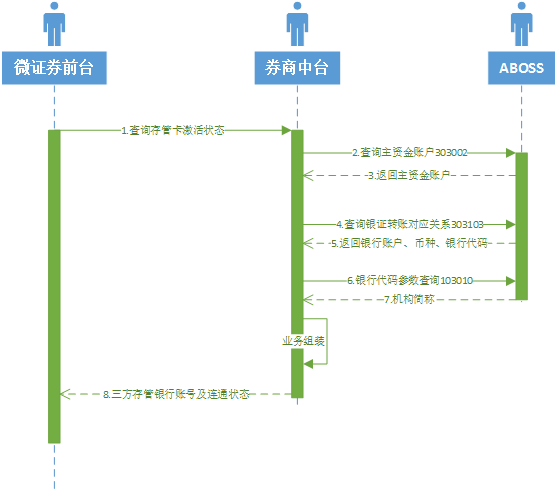 微证券前台
券商中台
ABOSS
1.查询存管卡激活状态
2.查询主资金账户303002
3.返回主资金账户
4.查询银证转账对应关系303103
5.返回银行账户、币种、银行代码
6.银行代码参数查询103010
7.机构简称
业务组装
8.三方存管银行账号及连通状态